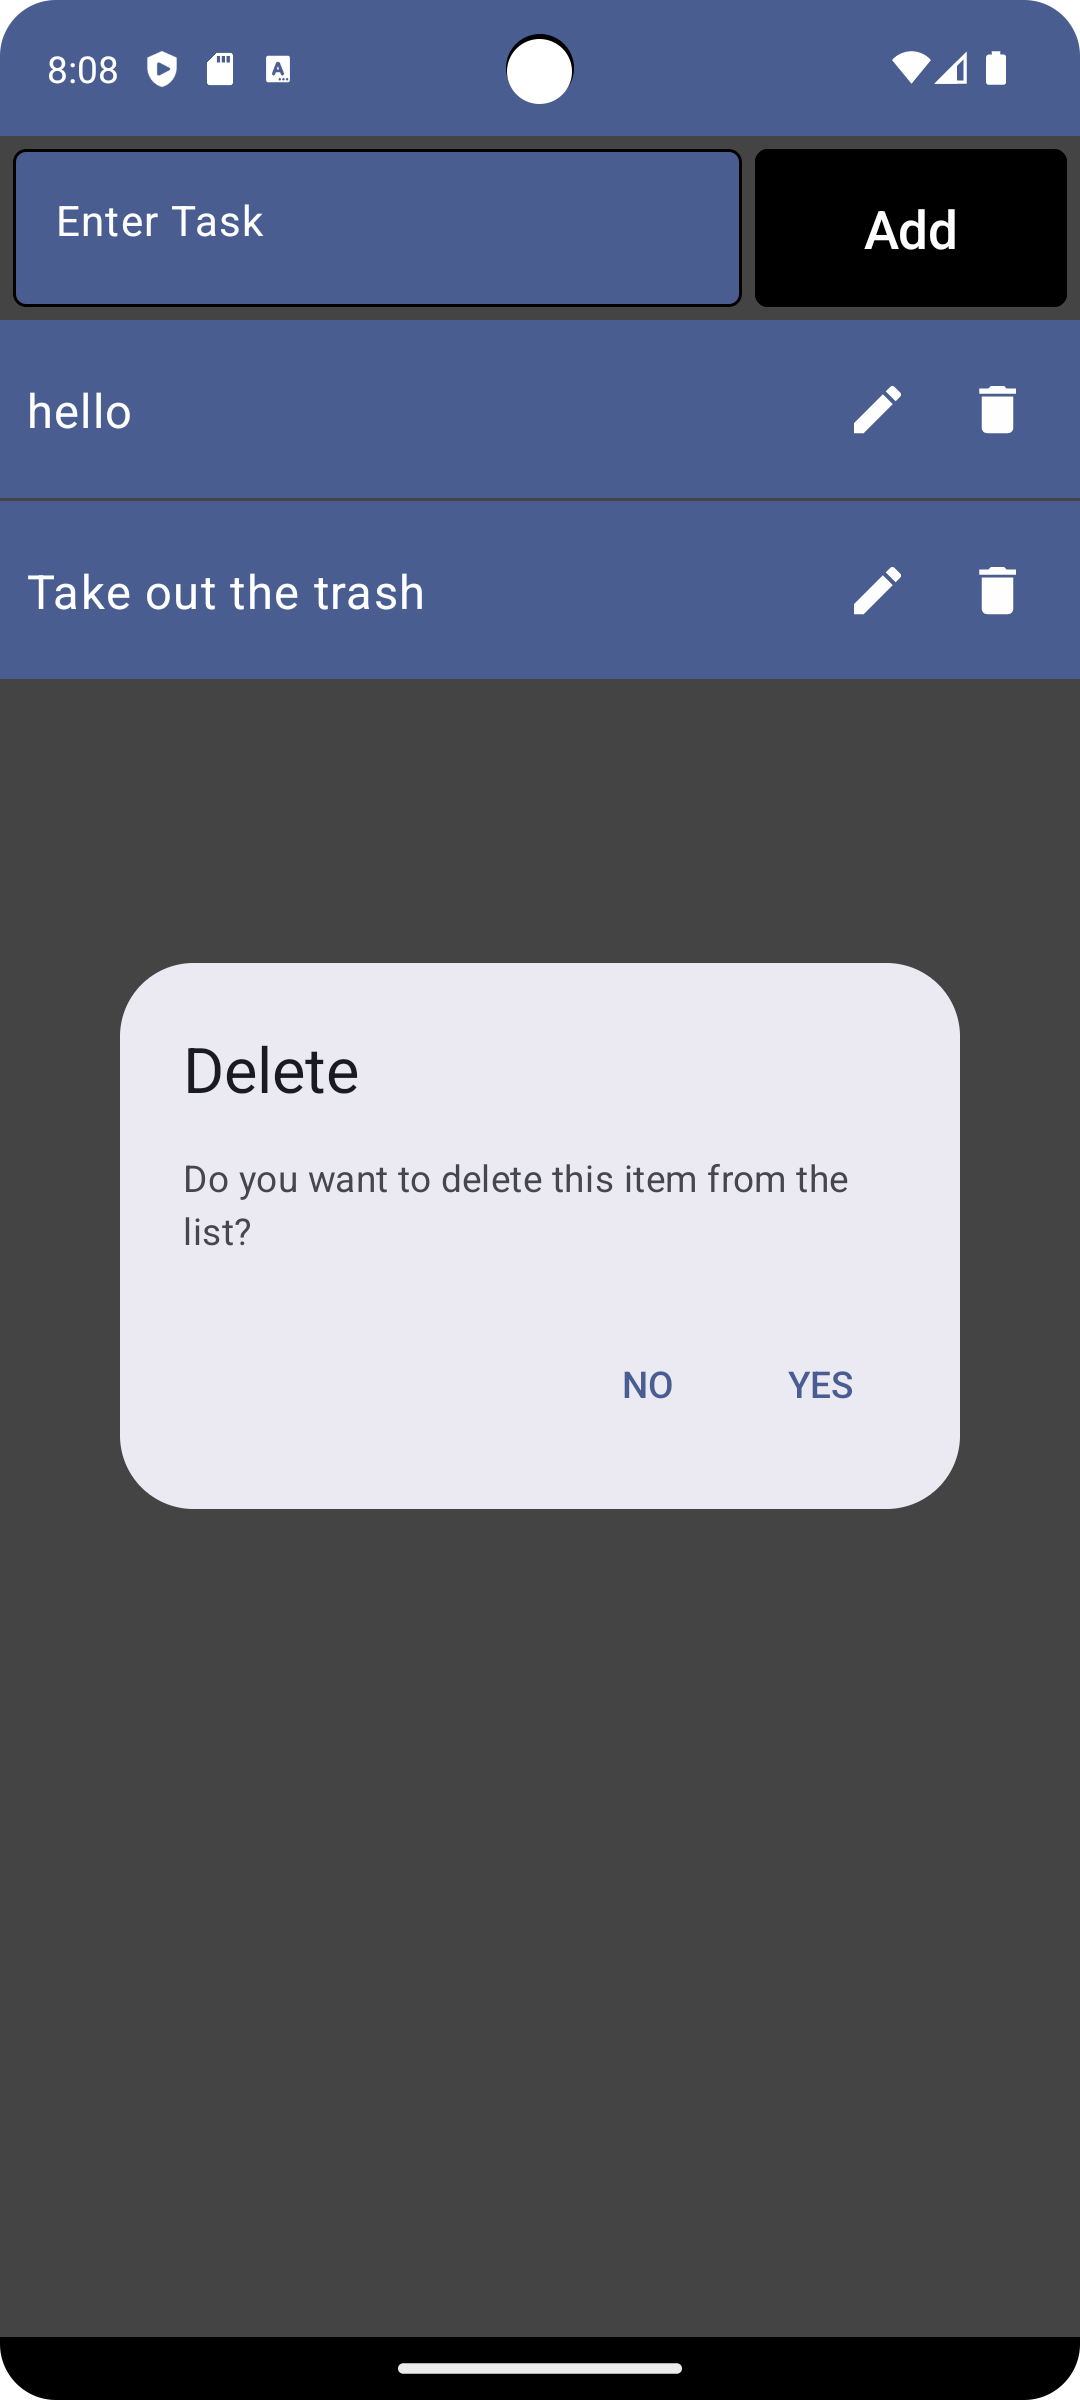 8:08
Enter Task
Add
hello
Take out the trash
Delete
Do you want to delete this item from the
list?
NO
YES